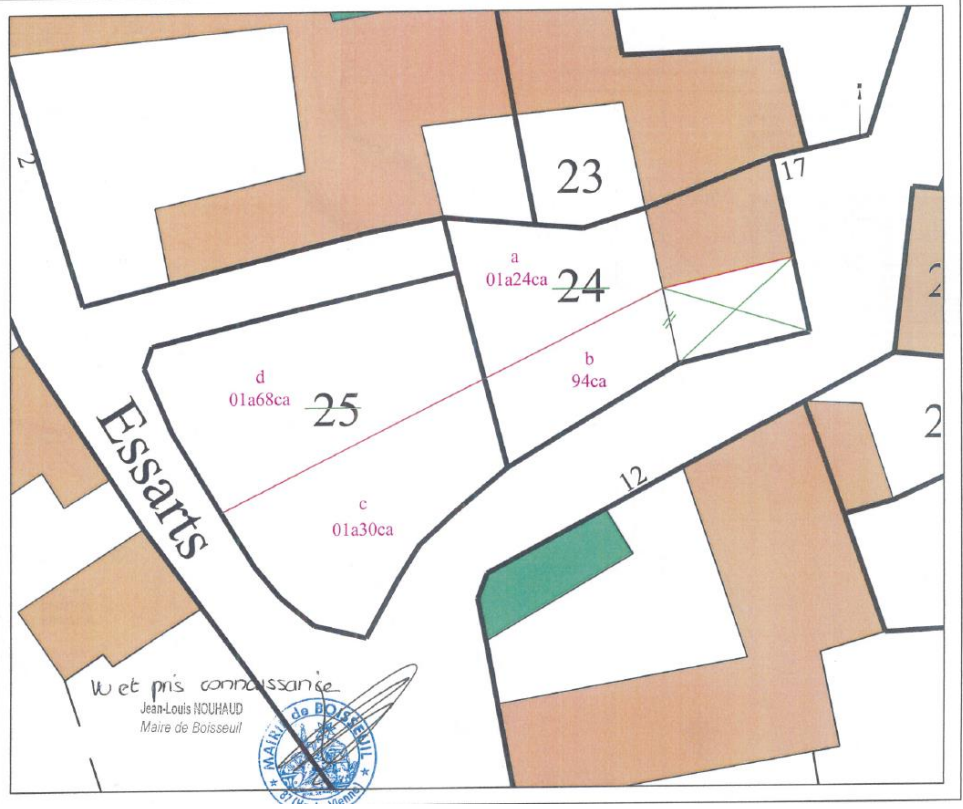 2
23
17
a
01a24ca
24
b
94ca
d
01a68ca
25
c
01a30ca
Essarts
12
2
2
Vu et pris connaissance
Jean-Louis NOUHAUD
Maire de Boisseuil
MAIRIE de BOISSEUIL